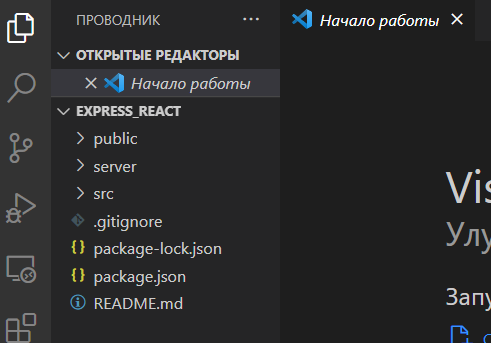 ПРОВОДНИК
Начало работы
ОТКРЫТЫЕ РЕДАКТОРЫ
Начало работы
EXPRESS_REACT
public
server
src
.gitignore
package-lock.json
package.json
README.md
Vis
Улу
Запу